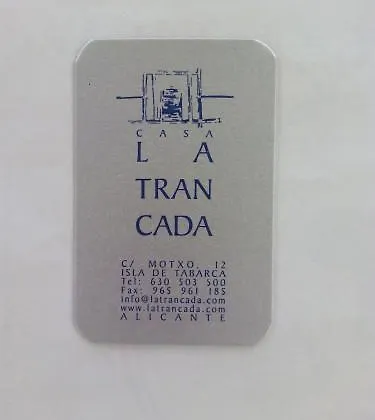 CASA
LA
TRAN
CADA
C/ MOTXO, 12
ISLA DE TABARCA
Tel: 630 503 500
Fax: 965 961 185
info@latrancada.com
www.latrancada.com
ALICANTE